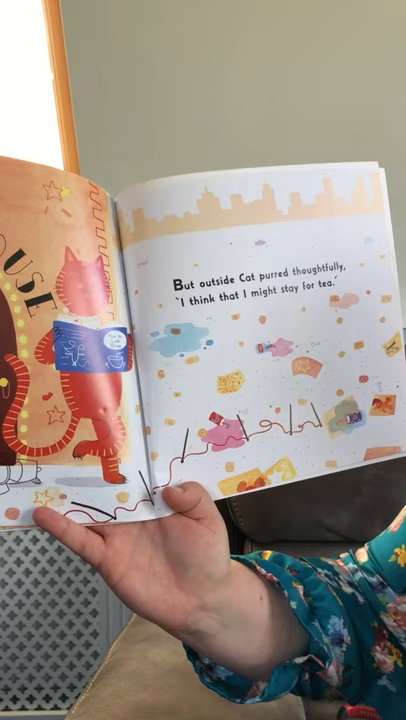 OUSE
But outside Cat purred thoughtfully,
'I think that I might stay for tea.'